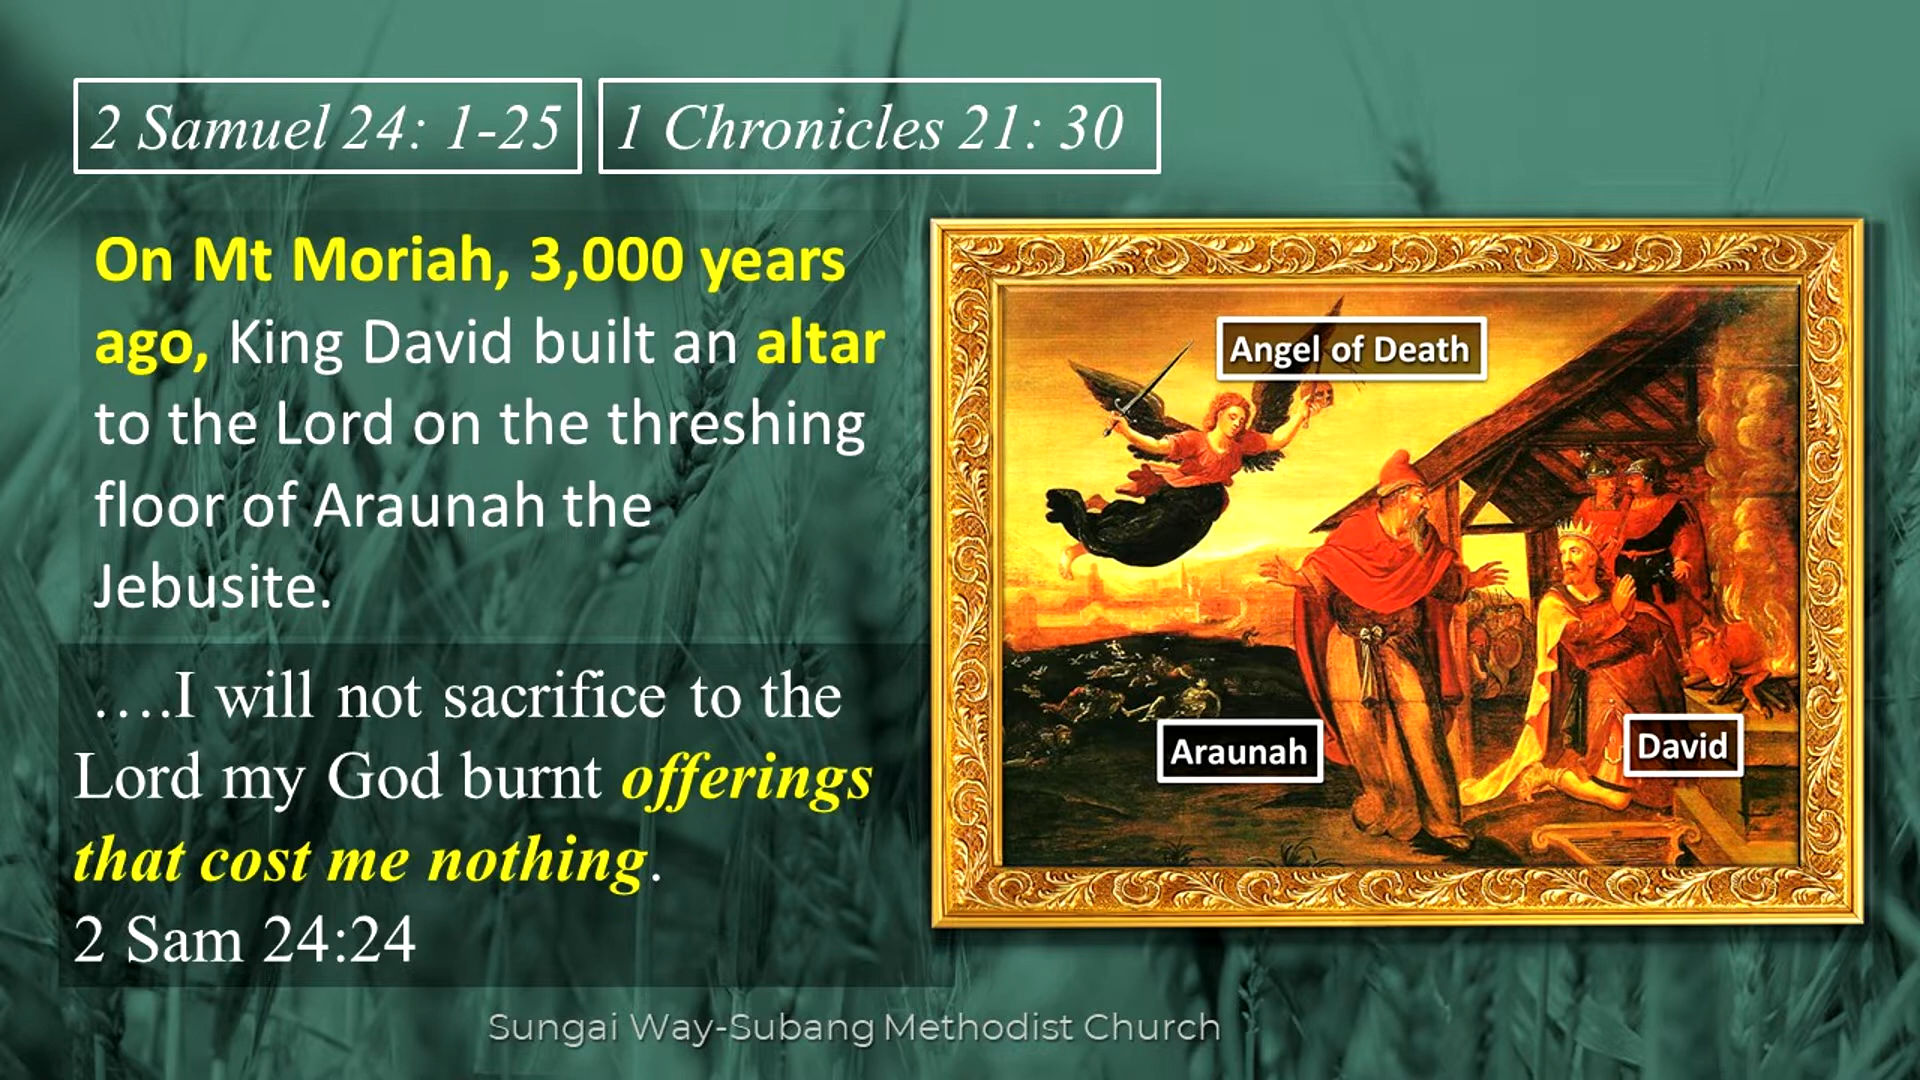 2 Samuel 24: 1-25
1 Chronicles 21: 30
On Mt Moriah, 3,000 years
ago, King David built an altar
to the Lord on the threshing
floor of Araunah the
Jebusite.
….I will not sacrifice to the
Lord my God burnt offerings
that cost me nothing.
2 Sam 24:24
Angel of Death
Araunah
David
Sungai Way-Subang Methodist Church